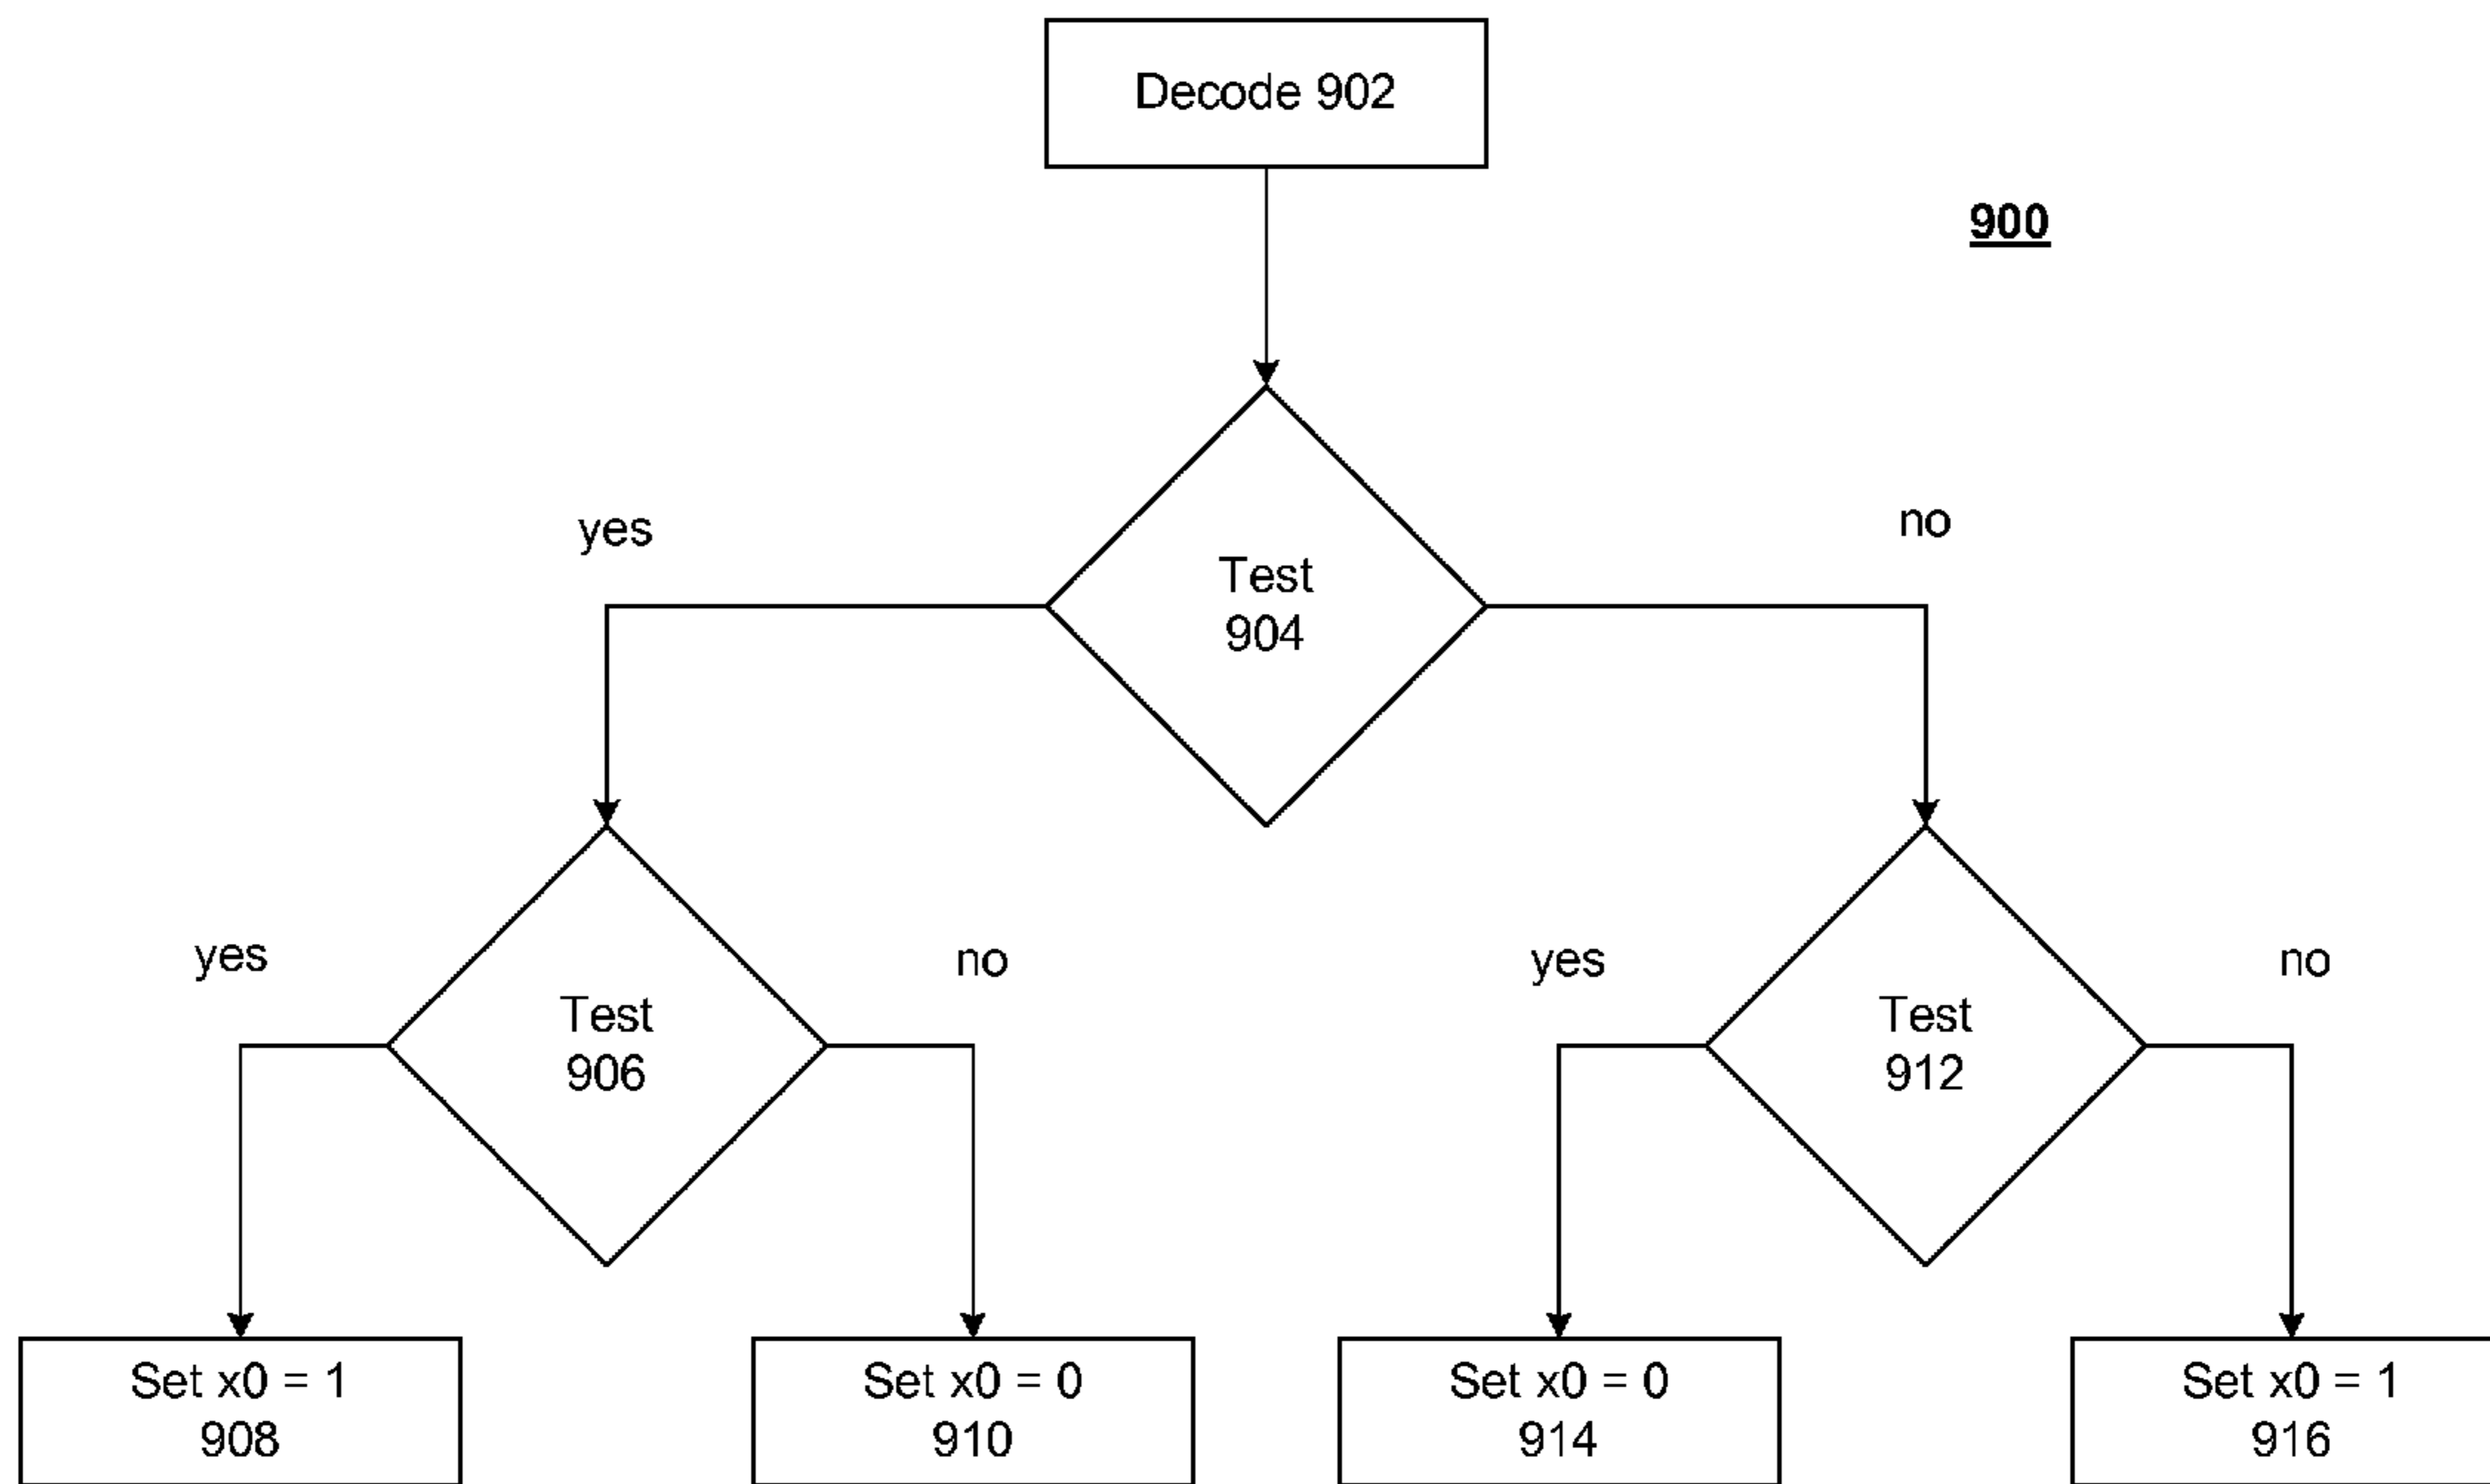 Decode 902
900
yes
no
Test
904
yes
no
yes
no
Test
906
Test
912
Set x0 = 1
908
Set x0 = 0
910
Set x0 = 0
914
Set x0 = 1
916